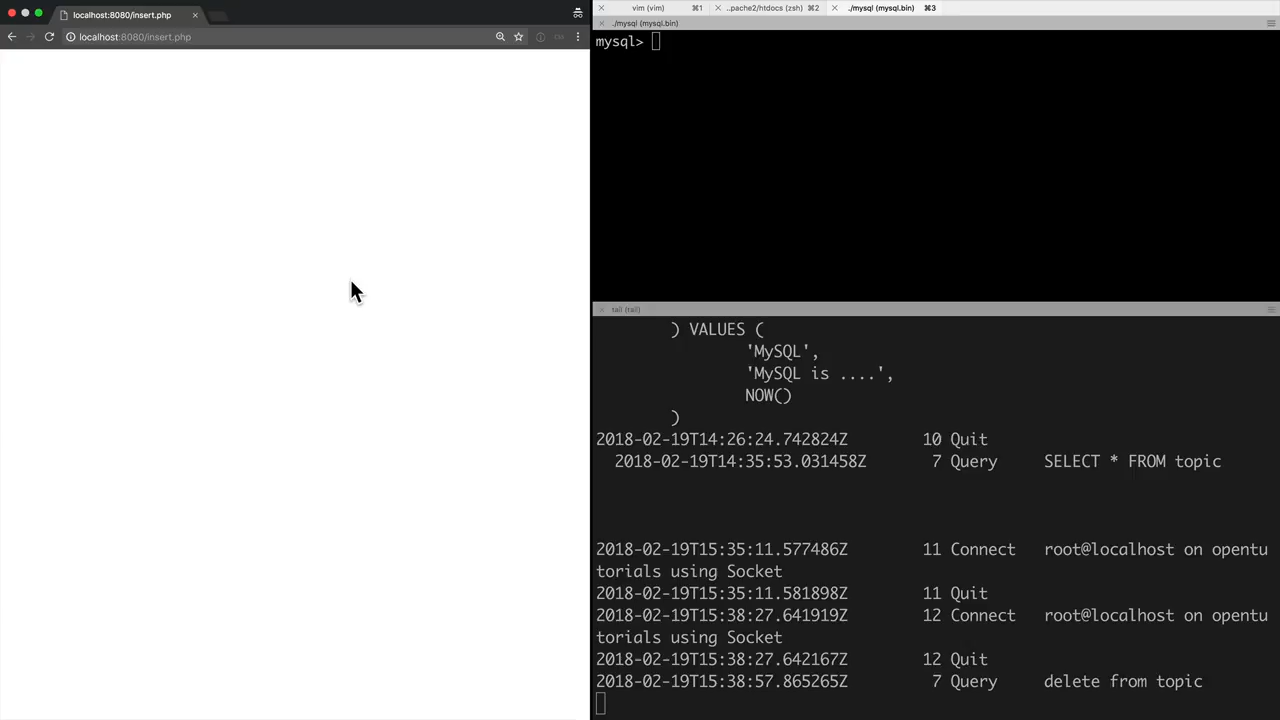 localhost:8080/insert.php
localhost:8080/insert.php
vim (vim) ⌘1
..pache2/htdocs (zsh) ⌘2
./mysql (mysql.bin) ⌘3
./mysql (mysql.bin)
mysql>
tail (tail)
) VALUES (
'MySQL',
'MySQL is ....',
NOW()
)
2018-02-19T14:26:24.742824Z 10 Quit
2018-02-19T14:35:53.031458Z 7 Query SELECT * FROM topic
2018-02-19T15:35:11.577486Z 11 Connect root@localhost on opentu
torials using Socket
2018-02-19T15:35:11.581898Z 11 Quit
2018-02-19T15:38:27.641919Z 12 Connect root@localhost on opentu
torials using Socket
2018-02-19T15:38:27.642167Z 12 Quit
2018-02-19T15:38:57.865265Z 7 Query delete from topic